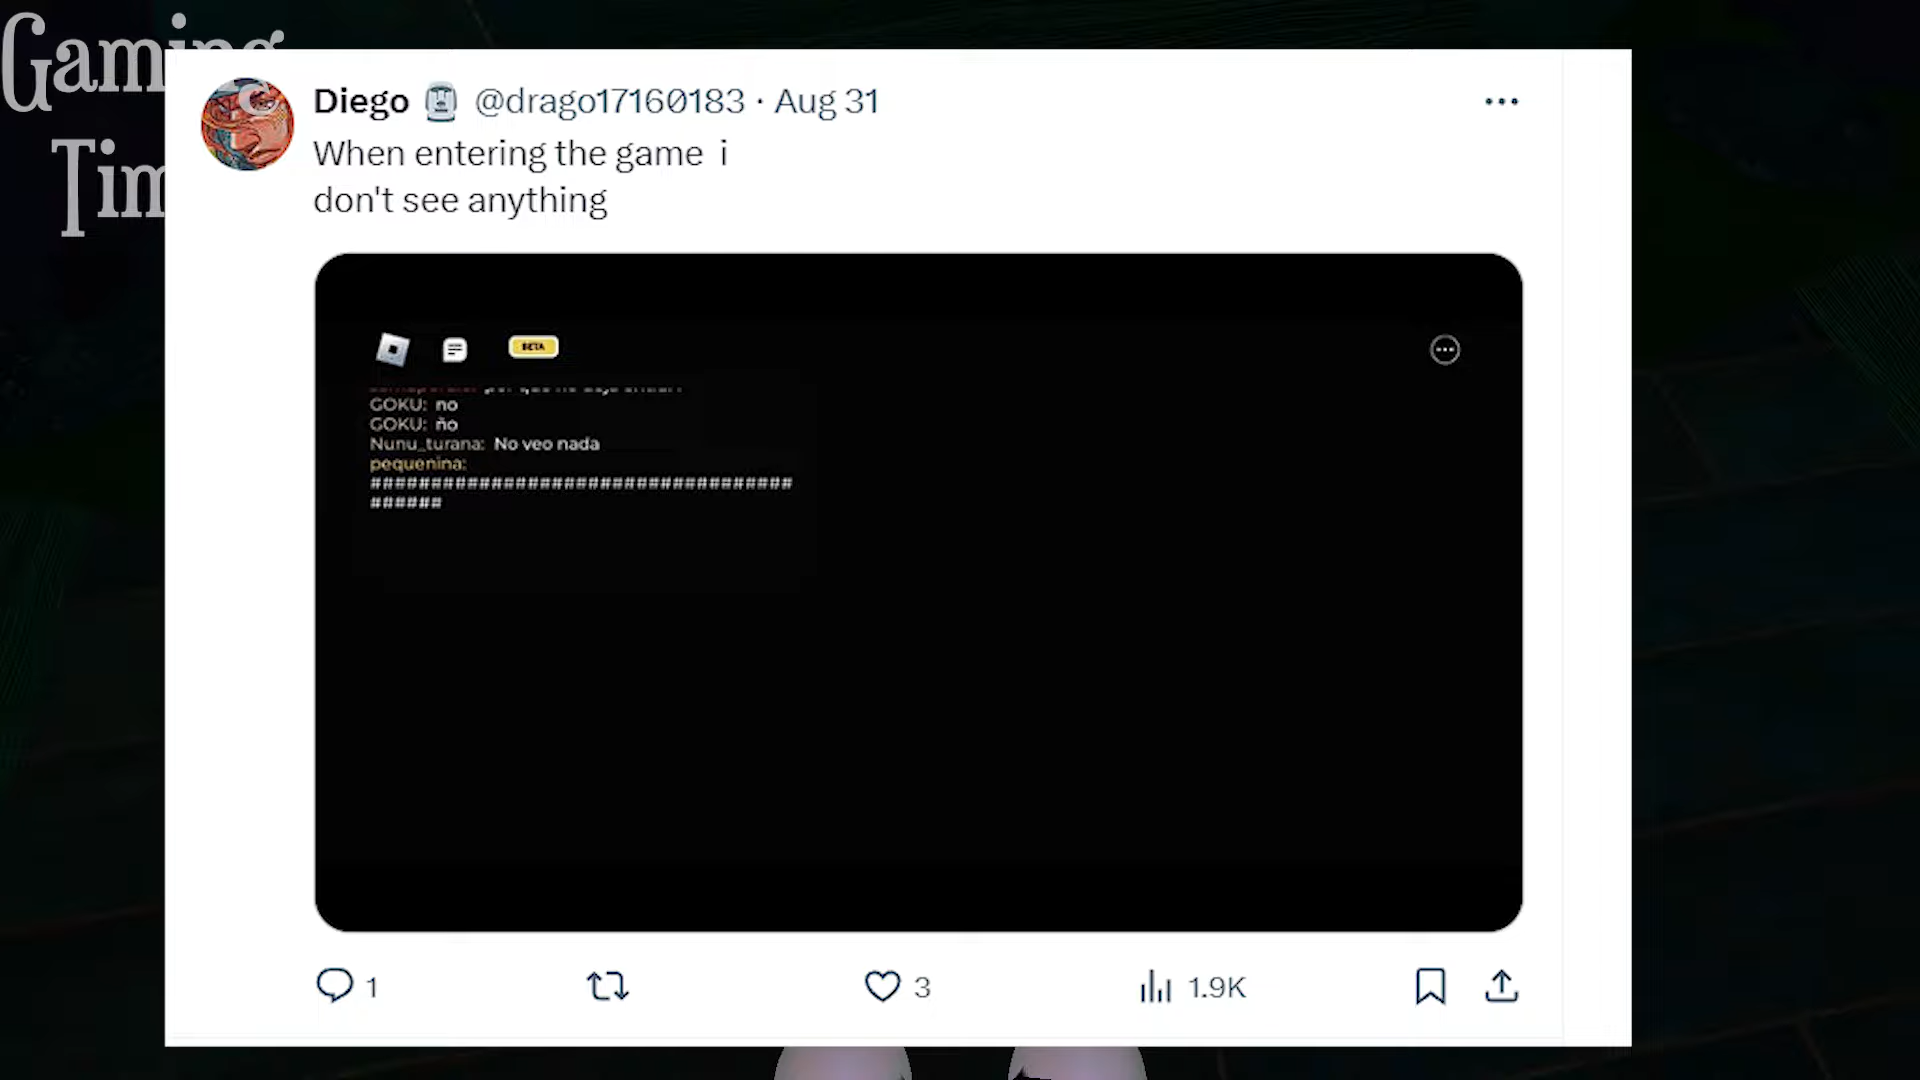 Gaming
Tim
Diego @drago17160183 · Aug 31
When entering the game i
don't see anything
BETA
GOKU: no
GOKU: ño
Nunu_turana: No veo nada
pequenina:
###################################
######
1
3
1.9K